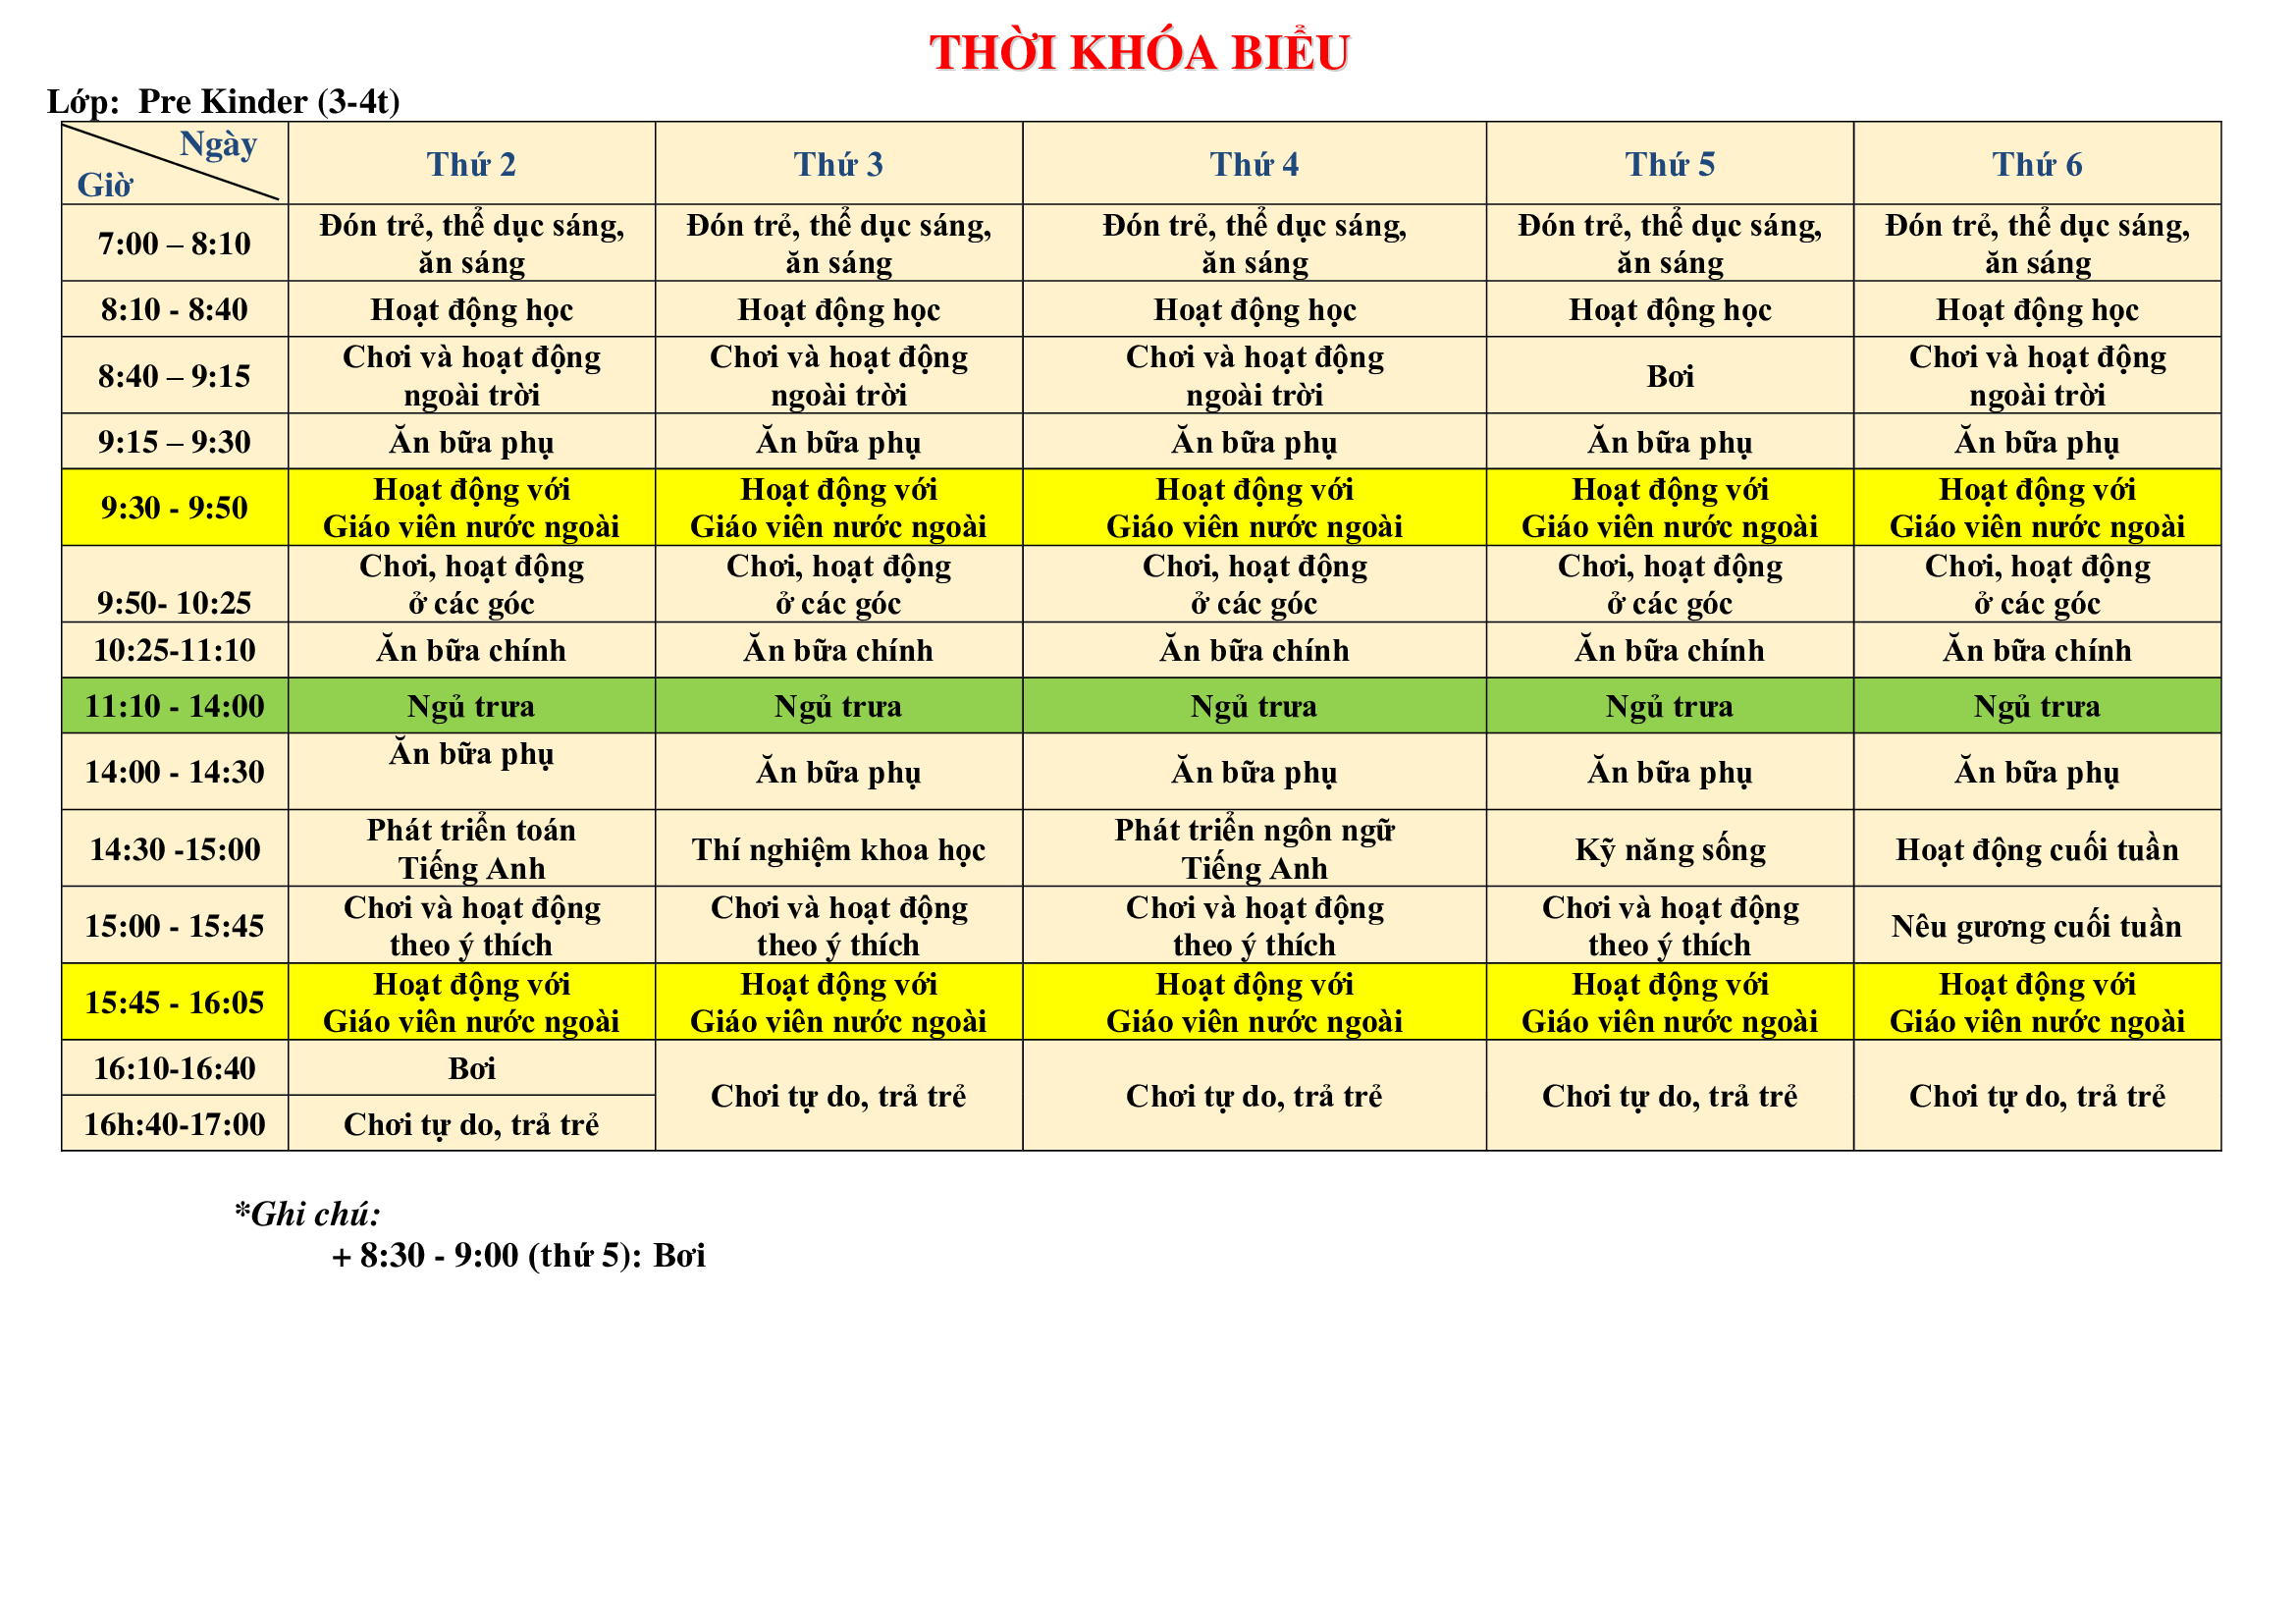 THỜI KHÓA BIỂU
Lớp: Pre Kinder (3-4t)
Ngày
Giờ
Thứ 2 Thứ 3 Thứ 4 Thứ 5 Thứ 6
7:00 – 8:10
Đón trẻ, thể dục sáng, Đón trẻ, thể dục sáng, Đón trẻ, thể dục sáng, Đón trẻ, thể dục sáng, Đón trẻ, thể dục sáng,
ăn sáng ăn sáng ăn sáng ăn sáng ăn sáng
8:10 - 8:40 Hoạt động học Hoạt động học Hoạt động học Hoạt động học Hoạt động học
8:40 – 9:15
Chơi và hoạt động Chơi và hoạt động Chơi và hoạt động Bơi Chơi và hoạt động
ngoài trời ngoài trời ngoài trời ngoài trời
9:15 – 9:30 Ăn bữa phụ Ăn bữa phụ Ăn bữa phụ Ăn bữa phụ Ăn bữa phụ
9:30 - 9:50
Hoạt động với Hoạt động với Hoạt động với Hoạt động với Hoạt động với
Giáo viên nước ngoài Giáo viên nước ngoài Giáo viên nước ngoài Giáo viên nước ngoài Giáo viên nước ngoài
9:50- 10:25
Chơi, hoạt động Chơi, hoạt động Chơi, hoạt động Chơi, hoạt động Chơi, hoạt động
ở các góc ở các góc ở các góc ở các góc ở các góc
10:25-11:10 Ăn bữa chính Ăn bữa chính Ăn bữa chính Ăn bữa chính Ăn bữa chính
11:10 - 14:00 Ngủ trưa Ngủ trưa Ngủ trưa Ngủ trưa Ngủ trưa
14:00 - 14:30 Ăn bữa phụ Ăn bữa phụ Ăn bữa phụ Ăn bữa phụ Ăn bữa phụ
14:30 -15:00
Phát triển toán Thí nghiệm khoa học Phát triển ngôn ngữ Kỹ năng sống Hoạt động cuối tuần
Tiếng Anh Tiếng Anh
15:00 - 15:45
Chơi và hoạt động Chơi và hoạt động Chơi và hoạt động Chơi và hoạt động Nêu gương cuối tuần
theo ý thích theo ý thích theo ý thích theo ý thích
15:45 - 16:05
Hoạt động với Hoạt động với Hoạt động với Hoạt động với Hoạt động với
Giáo viên nước ngoài Giáo viên nước ngoài Giáo viên nước ngoài Giáo viên nước ngoài Giáo viên nước ngoài
16:10-16:40 Bơi
Chơi tự do, trả trẻ Chơi tự do, trả trẻ Chơi tự do, trả trẻ Chơi tự do, trả trẻ
16h:40-17:00 Chơi tự do, trả trẻ
*Ghi chú:
+ 8:30 - 9:00 (thứ 5): Bơi